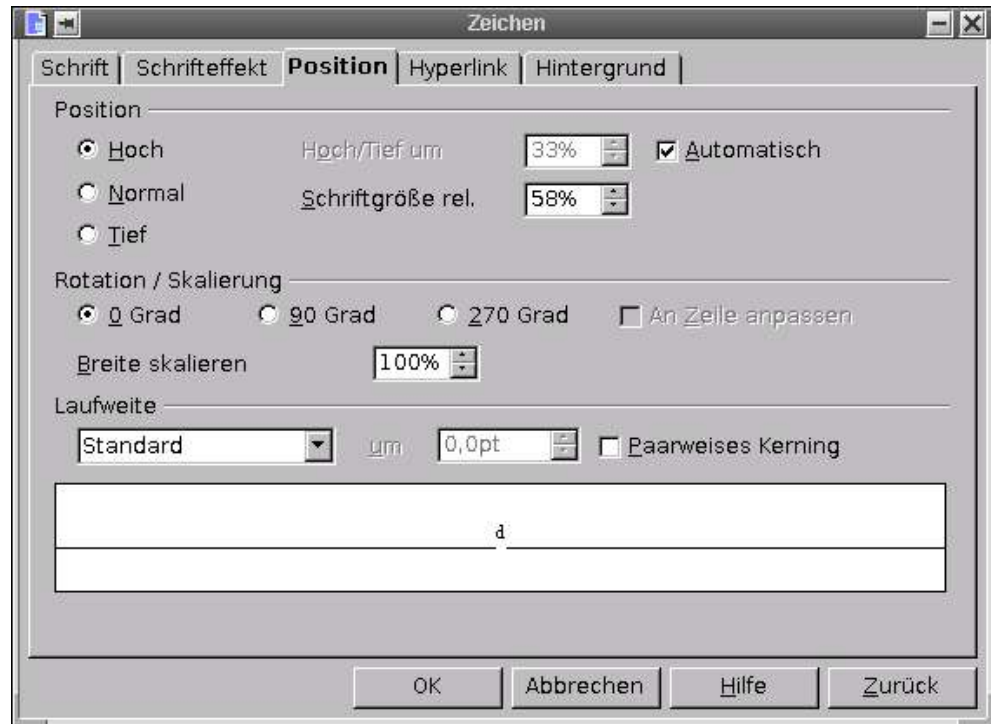 Zeichen
Schrift Schrifteffekt Position Hyperlink Hintergrund
Position
Hoch Hoch/Tief um 33% Automatisch
Normal Schriftgröße rel. 58%
Tief
Rotation / Skalierung
0 Grad 90 Grad 270 Grad An Zeile anpassen
Breite skalieren 100%
Laufweite
Standard um 0,0pt Paarweises Kerning
d
OK Abbrechen Hilfe Zurück